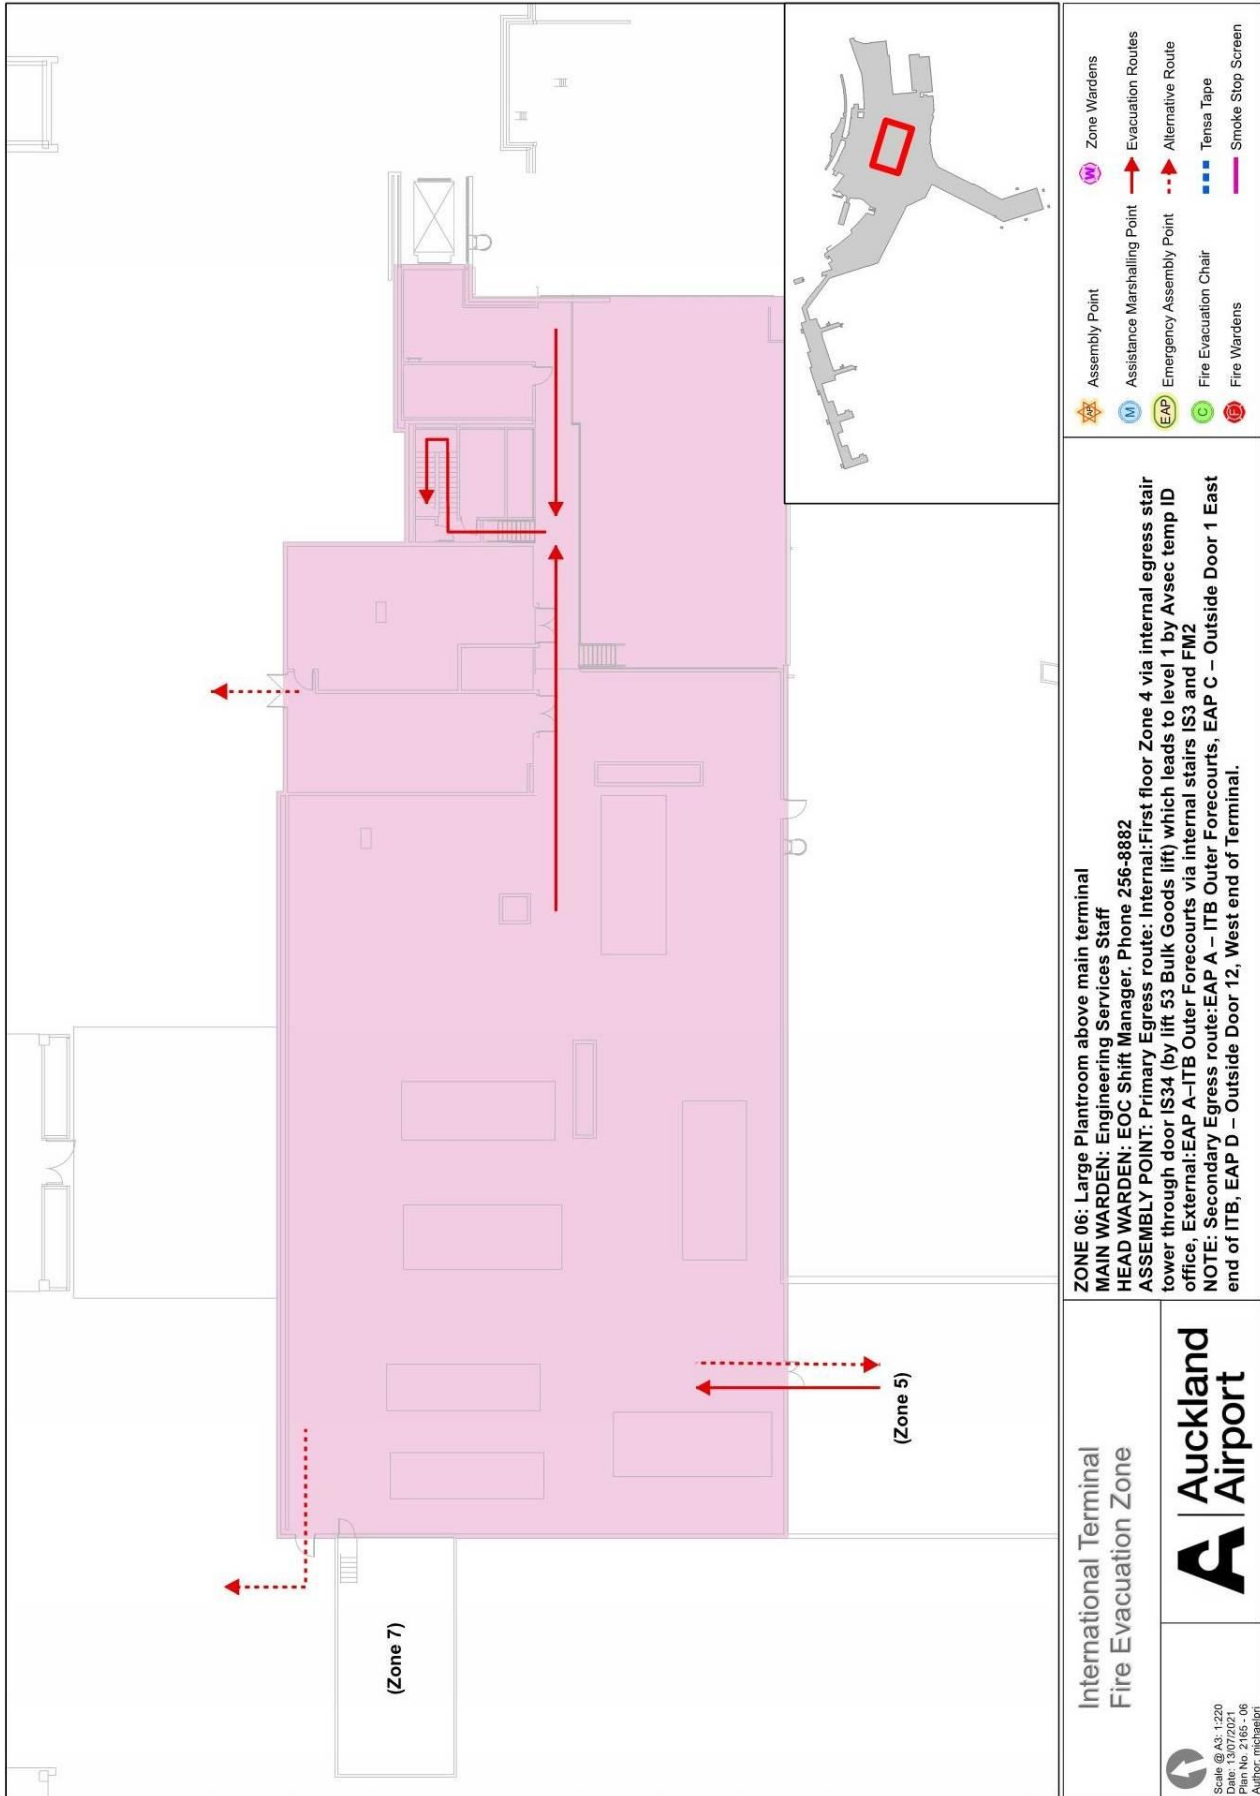 (Zone 7)
(Zone 5)
International Terminal
Fire Evacuation Zone
Scale @ A3: 1:220
Date: 13/07/2021
Plan No. 2165 - 06
Author: michaelpri
A Auckland
Airport
ZONE 06: Large Plantroom above main terminal
MAIN WARDEN: Engineering Services Staff
HEAD WARDEN: EOC Shift Manager. Phone 256-8882
ASSEMBLY POINT: Primary Egress route: Internal:First floor Zone 4 via internal egress stair
tower through door IS34 (by lift 53 Bulk Goods lift) which leads to level 1 by Avsec temp ID
office, External:EAP A–ITB Outer Forecourts via internal stairs IS3 and FM2
NOTE: Secondary Egress route:EAP A – ITB Outer Forecourts, EAP C – Outside Door 1 East
end of ITB, EAP D – Outside Door 12, West end of Terminal.
AP Assembly Point
M Assistance Marshalling Point
EAP Emergency Assembly Point
C Fire Evacuation Chair
F Fire Wardens
W Zone Wardens
Evacuation Routes
Alternative Route
Tensa Tape
Smoke Stop Screen